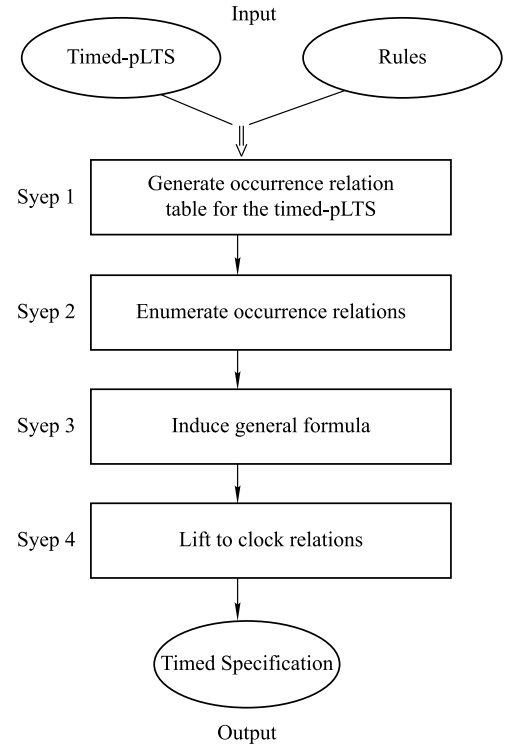 Input
Timed-pLTS
Rules
Syep 1
Generate occurrence relation
table for the timed-pLTS
Syep 2
Enumerate occurrence relations
Syep 3
Induce general formula
Syep 4
Lift to clock relations
Timed Specification
Output